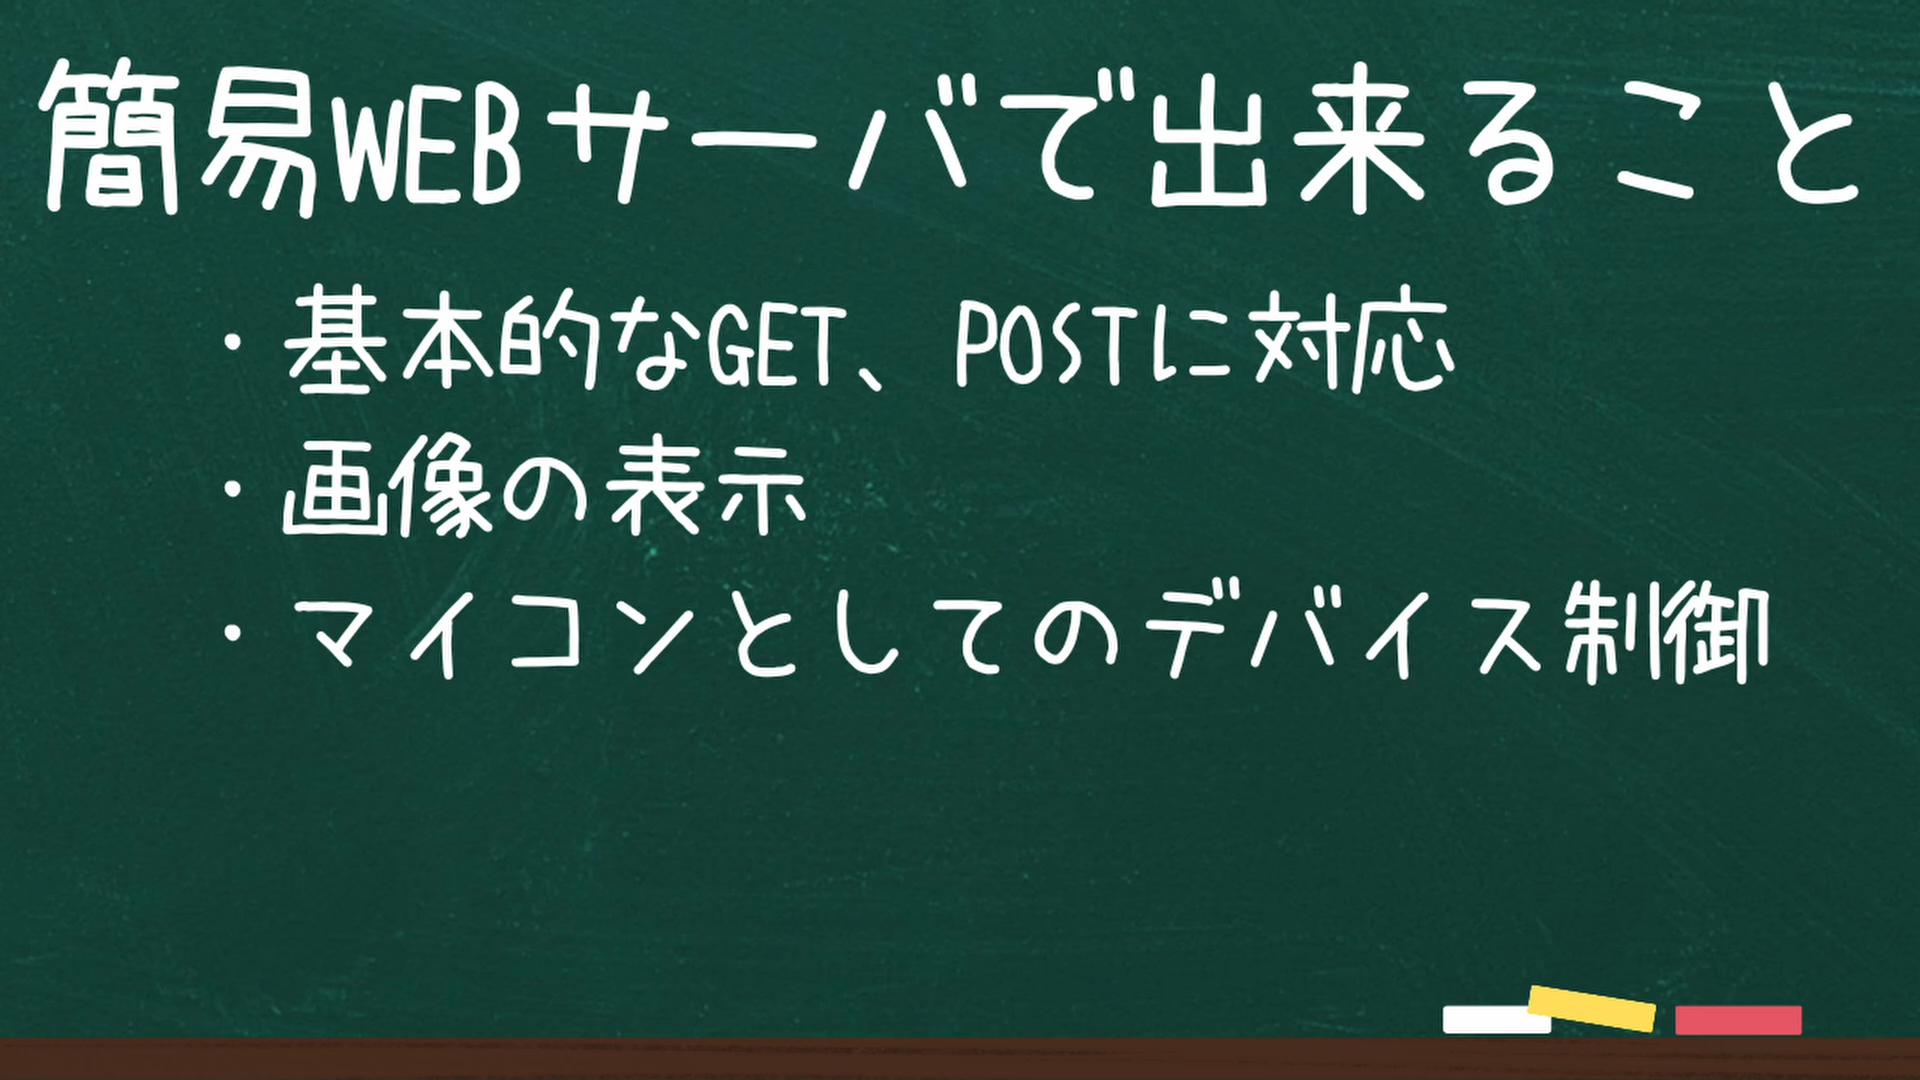 簡易WEBサーバで出来ること
・基本的なGET、POSTに対応
・画像の表示
・マイコンとしてのデバイス制御